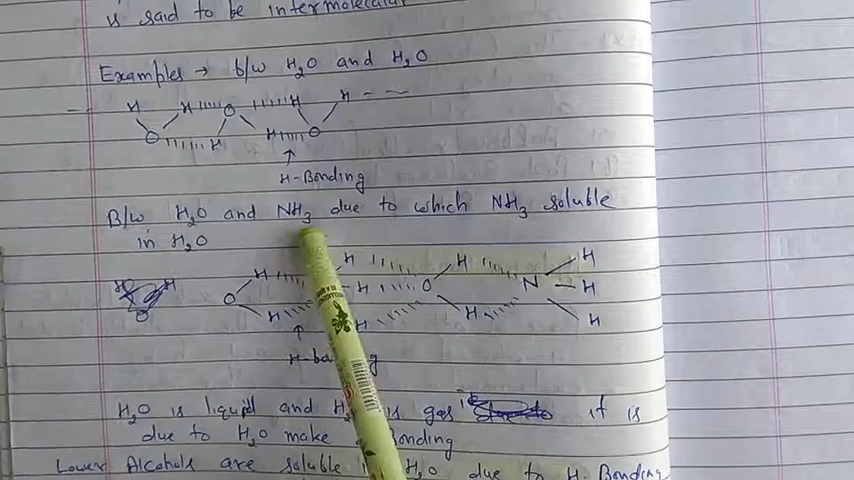 is said to be intermolecular
Examples → b/w H2O and H2O
H H O H H
O H H O
H-Bonding
B/w H2O and NH3 due to which NH3 soluble
in H2O
H H H H
O H O N H
H H H H
H-bo g
H2O is liquid and H is gas it is
due to H2O make Bonding
Lower Alcohols are soluble H2O due to H-Bonding